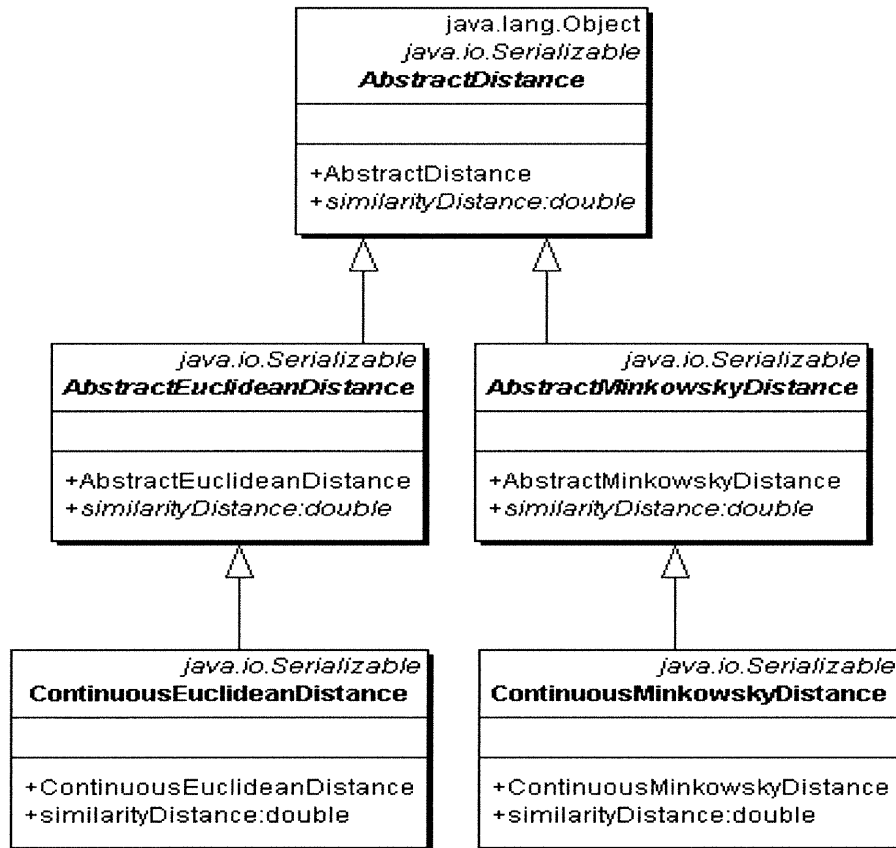 java.lang.Object
java.io.Serializable
AbstractDistance
+AbstractDistance
+similarityDistance:double
java.io.Serializable
AbstractEuclideanDistance
+AbstractEuclideanDistance
+similarityDistance:double
java.io.Serializable
AbstractMinkowskyDistance
+AbstractMinkowskyDistance
+similarityDistance:double
java.io.Serializable
ContinuousEuclideanDistance
+ContinuousEuclideanDistance
+similarityDistance:double
java.io.Serializable
ContinuousMinkowskyDistance
+ContinuousMinkowskyDistance
+similarityDistance:double